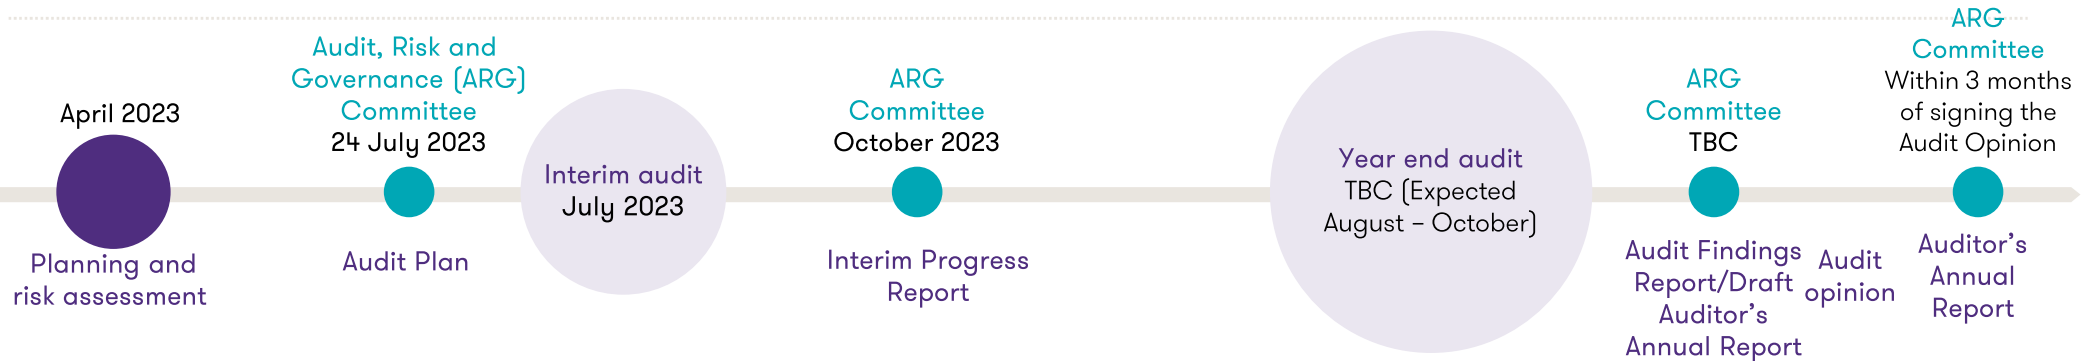 April 2023
Planning and
risk assessment
Audit, Risk and
Governance (ARG)
Committee
24 July 2023
Audit Plan
Interim audit
July 2023
ARG
Committee
October 2023
Interim Progress
Report
Year end audit
TBC (Expected
August – October)
ARG
Committee
TBC
Audit Findings
Report/Draft
Auditor’s
Annual Report
Audit
opinion
ARG
Committee
Within 3 months
of signing the
Audit Opinion
Auditor’s
Annual
Report